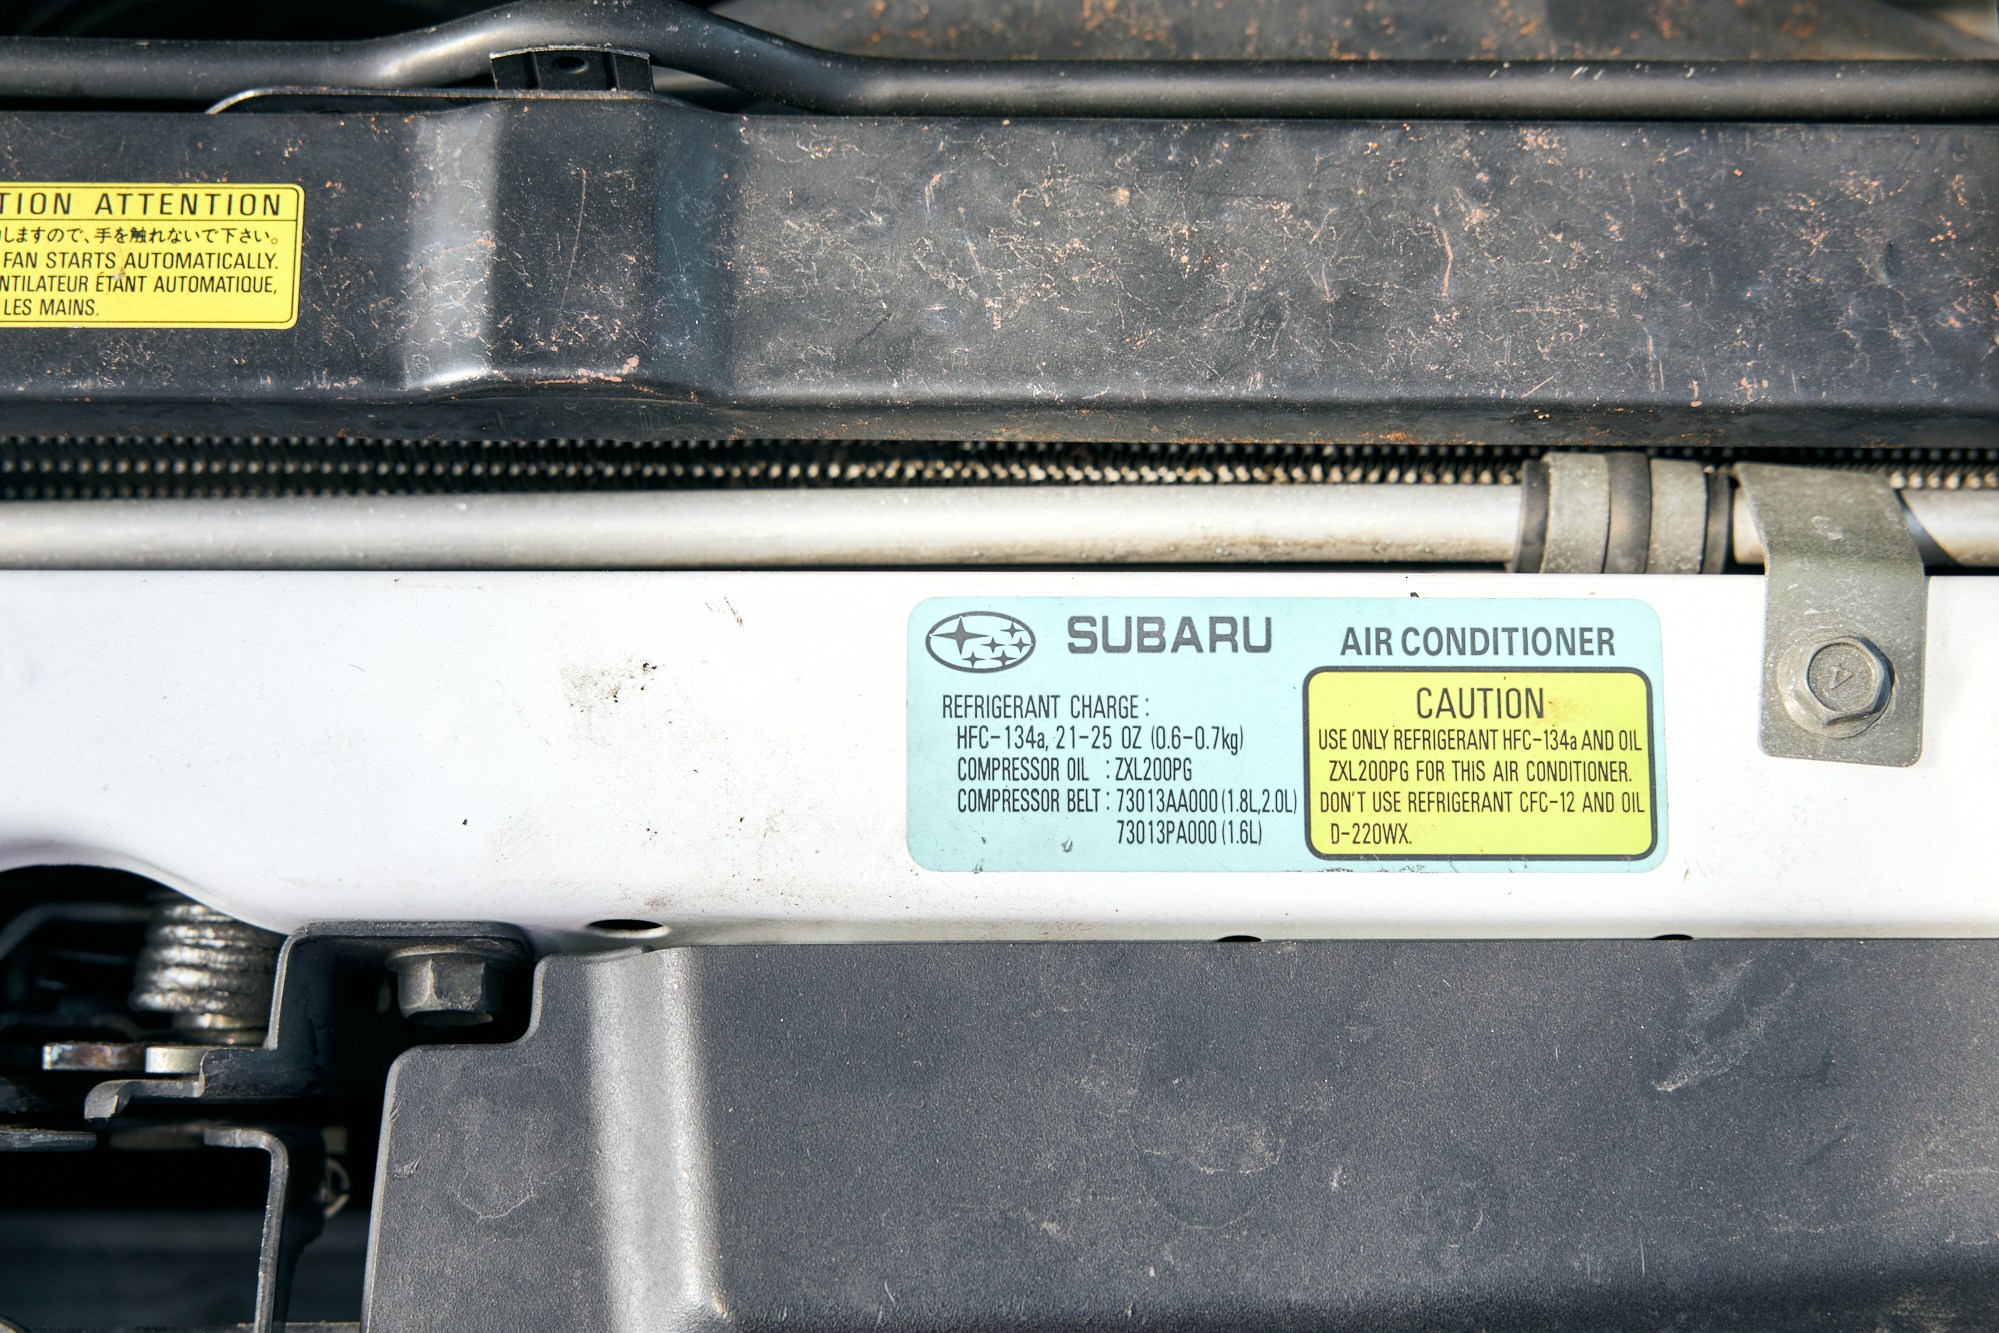 TION ATTENTION
しますので、手を触れないで下さい。
FAN STARTS AUTOMATICALLY.
NTILATEUR ÉTANT AUTOMATIQUE,
LES MAINS.
SUBARU
AIR CONDITIONER
REFRIGERANT CHARGE :
HFC-134a, 21-25 OZ (0.6-0.7kg)
COMPRESSOR OIL : ZXL200PG
COMPRESSOR BELT : 73013AA000 (1.8L,2.0L)
73013PA000 (1.6L)
CAUTION
USE ONLY REFRIGERANT HFC-134a AND OIL
ZXL200PG FOR THIS AIR CONDITIONER.
DON'T USE REFRIGERANT CFC-12 AND OIL
D-220WX.
4